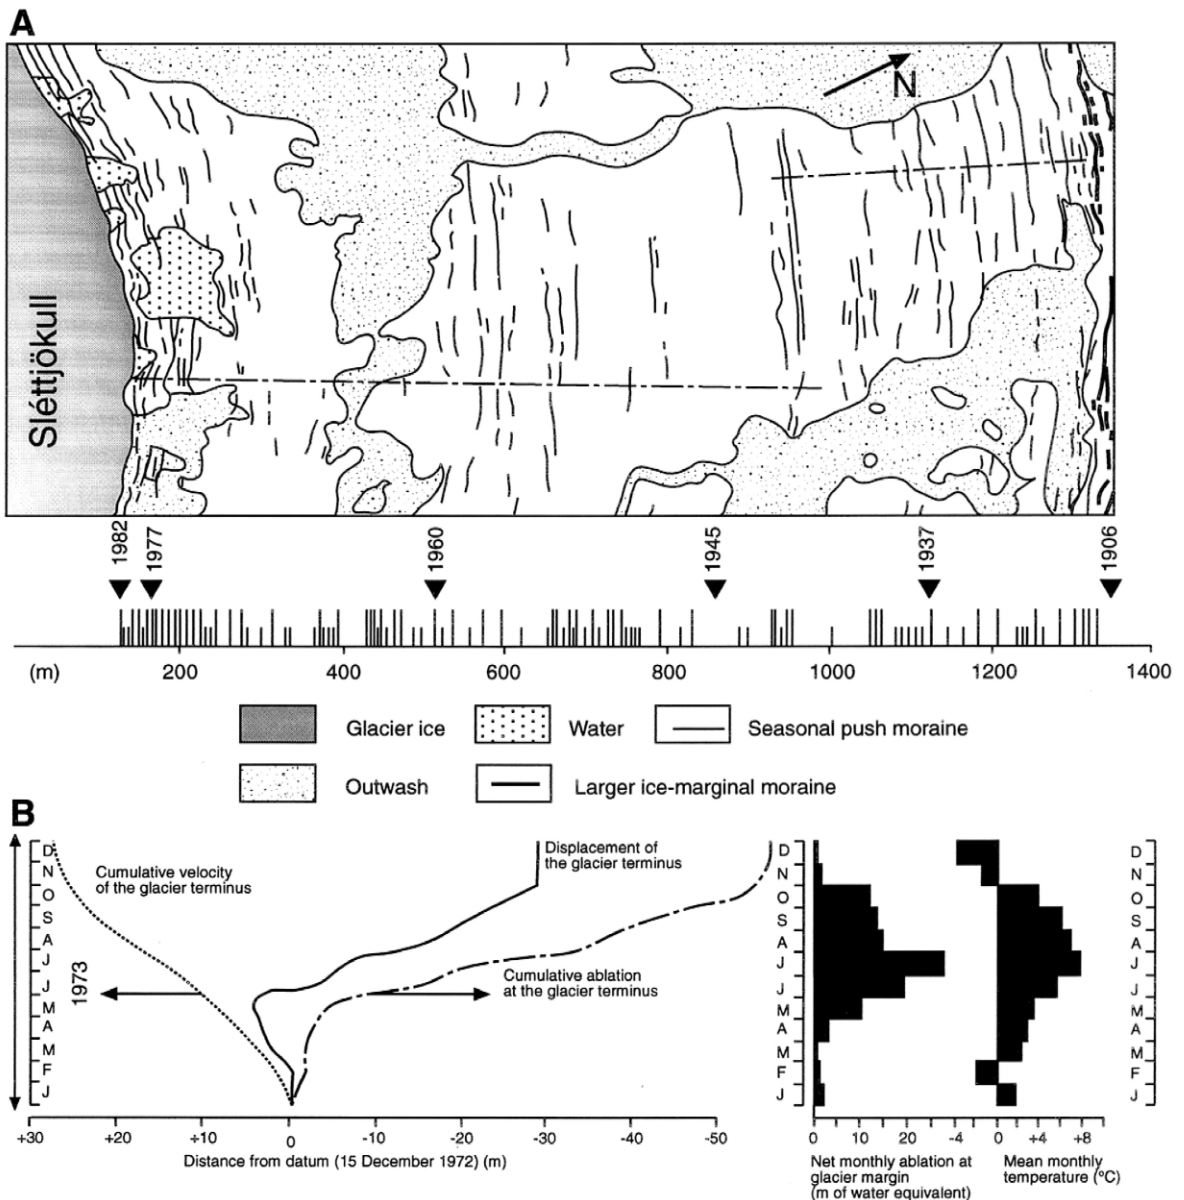 A
N
Sléttjökull
1982
1977
1960
1945
1937
1906
(m) 200 400 600 800 1000 1200 1400
Glacier ice
Water
Seasonal push moraine
Outwash
Larger ice-marginal moraine
B
D
N
O
S
A
J
J
M
A
M
F
J
1973
Cumulative velocity
of the glacier terminus
Displacement of
the glacier terminus
Cumulative ablation
at the glacier terminus
+30 +20 +10 0 -10 -20 -30 -40 -50
Distance from datum (15 December 1972) (m)
D
N
O
S
A
J
J
M
A
M
F
J
0 10 20
Net monthly ablation at
glacier margin
(m of water equivalent)
-4 0 +4 +8
Mean monthly
temperature (°C)
D
N
O
S
A
J
J
M
A
M
F
J